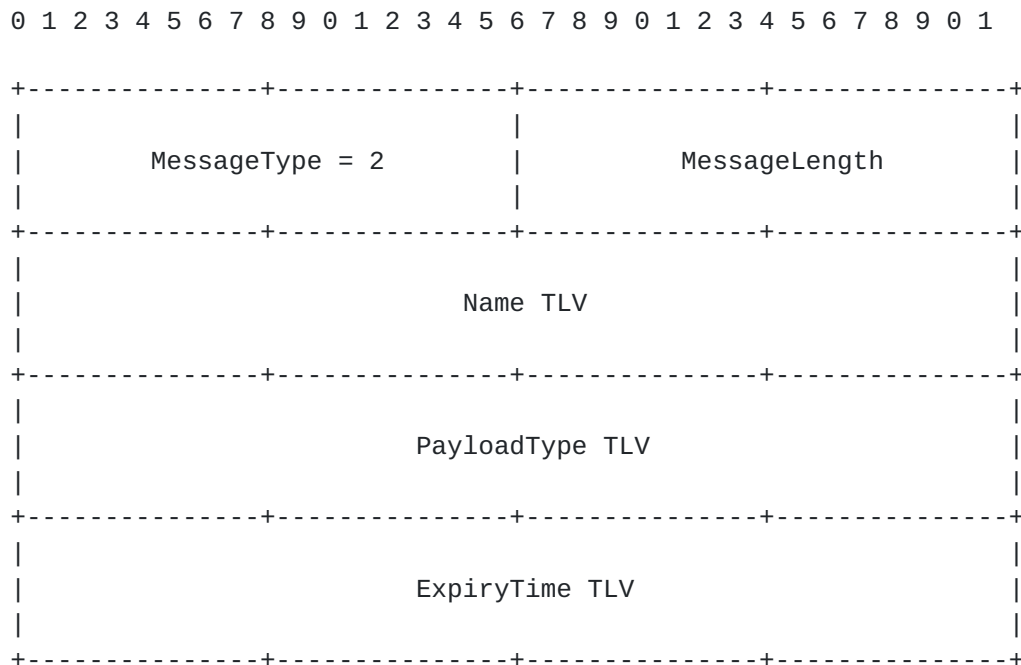 0 1 2 3 4 5 6 7 8 9 0 1 2 3 4 5 6 7 8 9 0 1 2 3 4 5 6 7 8 9 0 1
MessageType = 2 MessageLength
Name TLV
PayloadType TLV
ExpiryTime TLV